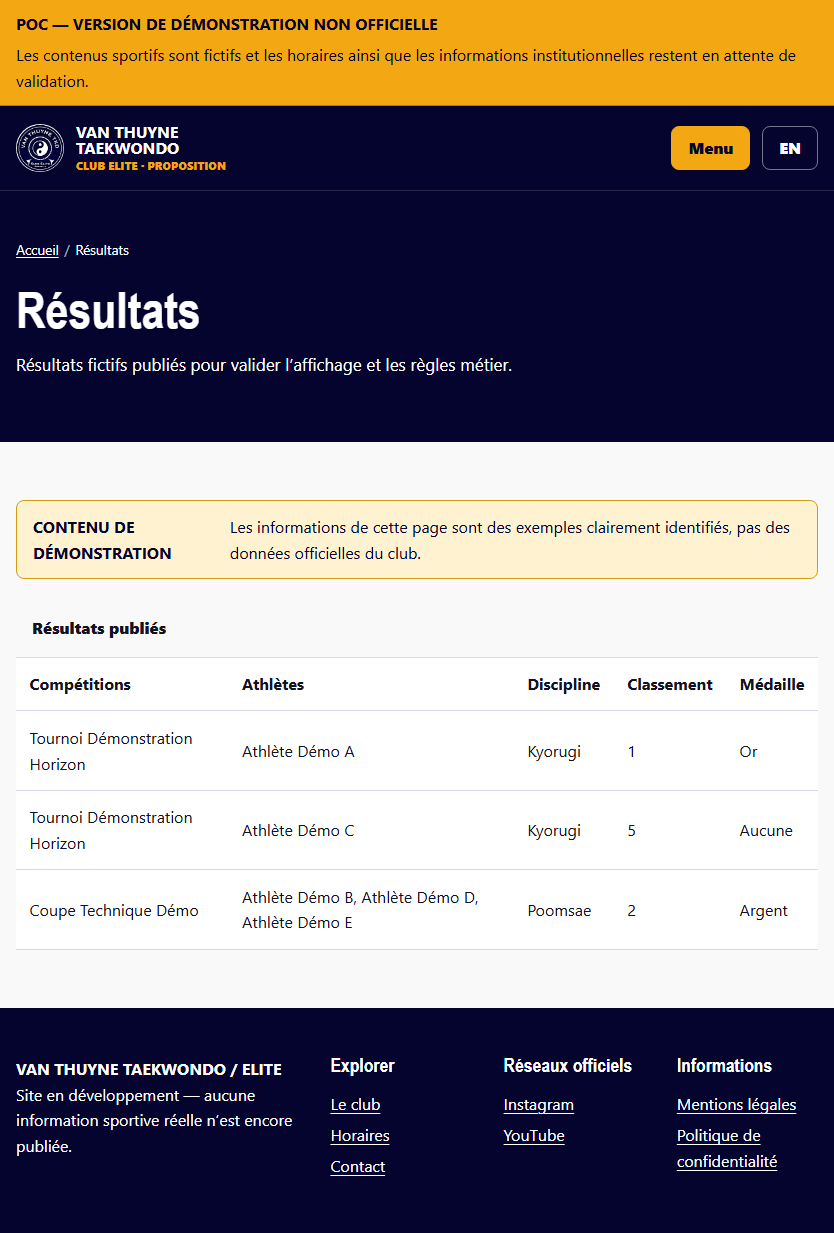 POC — VERSION DE DÉMONSTRATION NON OFFICIELLE
Les contenus sportifs sont fictifs et les horaires ainsi que les informations institutionnelles restent en attente de
validation.
VAN THUYNE
TAEKWONDO
CLUB ELITE · PROPOSITION
Menu
EN
Accueil / Résultats
Résultats
Résultats fictifs publiés pour valider l’affichage et les règles métier.
CONTENU DE
DÉMONSTRATION
Les informations de cette page sont des exemples clairement identifiés, pas des
données officielles du club.
Résultats publiés
Compétitions Athlètes Discipline Classement Médaille
Tournoi Démonstration
Horizon
Athlète Démo A Kyorugi 1 Or
Tournoi Démonstration
Horizon
Athlète Démo C Kyorugi 5 Aucune
Coupe Technique Démo
Athlète Démo B, Athlète Démo D,
Athlète Démo E
Poomsae 2 Argent
VAN THUYNE TAEKWONDO / ELITE
Site en développement — aucune
information sportive réelle n’est encore
publiée.
Explorer
Le club
Horaires
Contact
Réseaux officiels
Instagram
YouTube
Informations
Mentions légales
Politique de
confidentialité